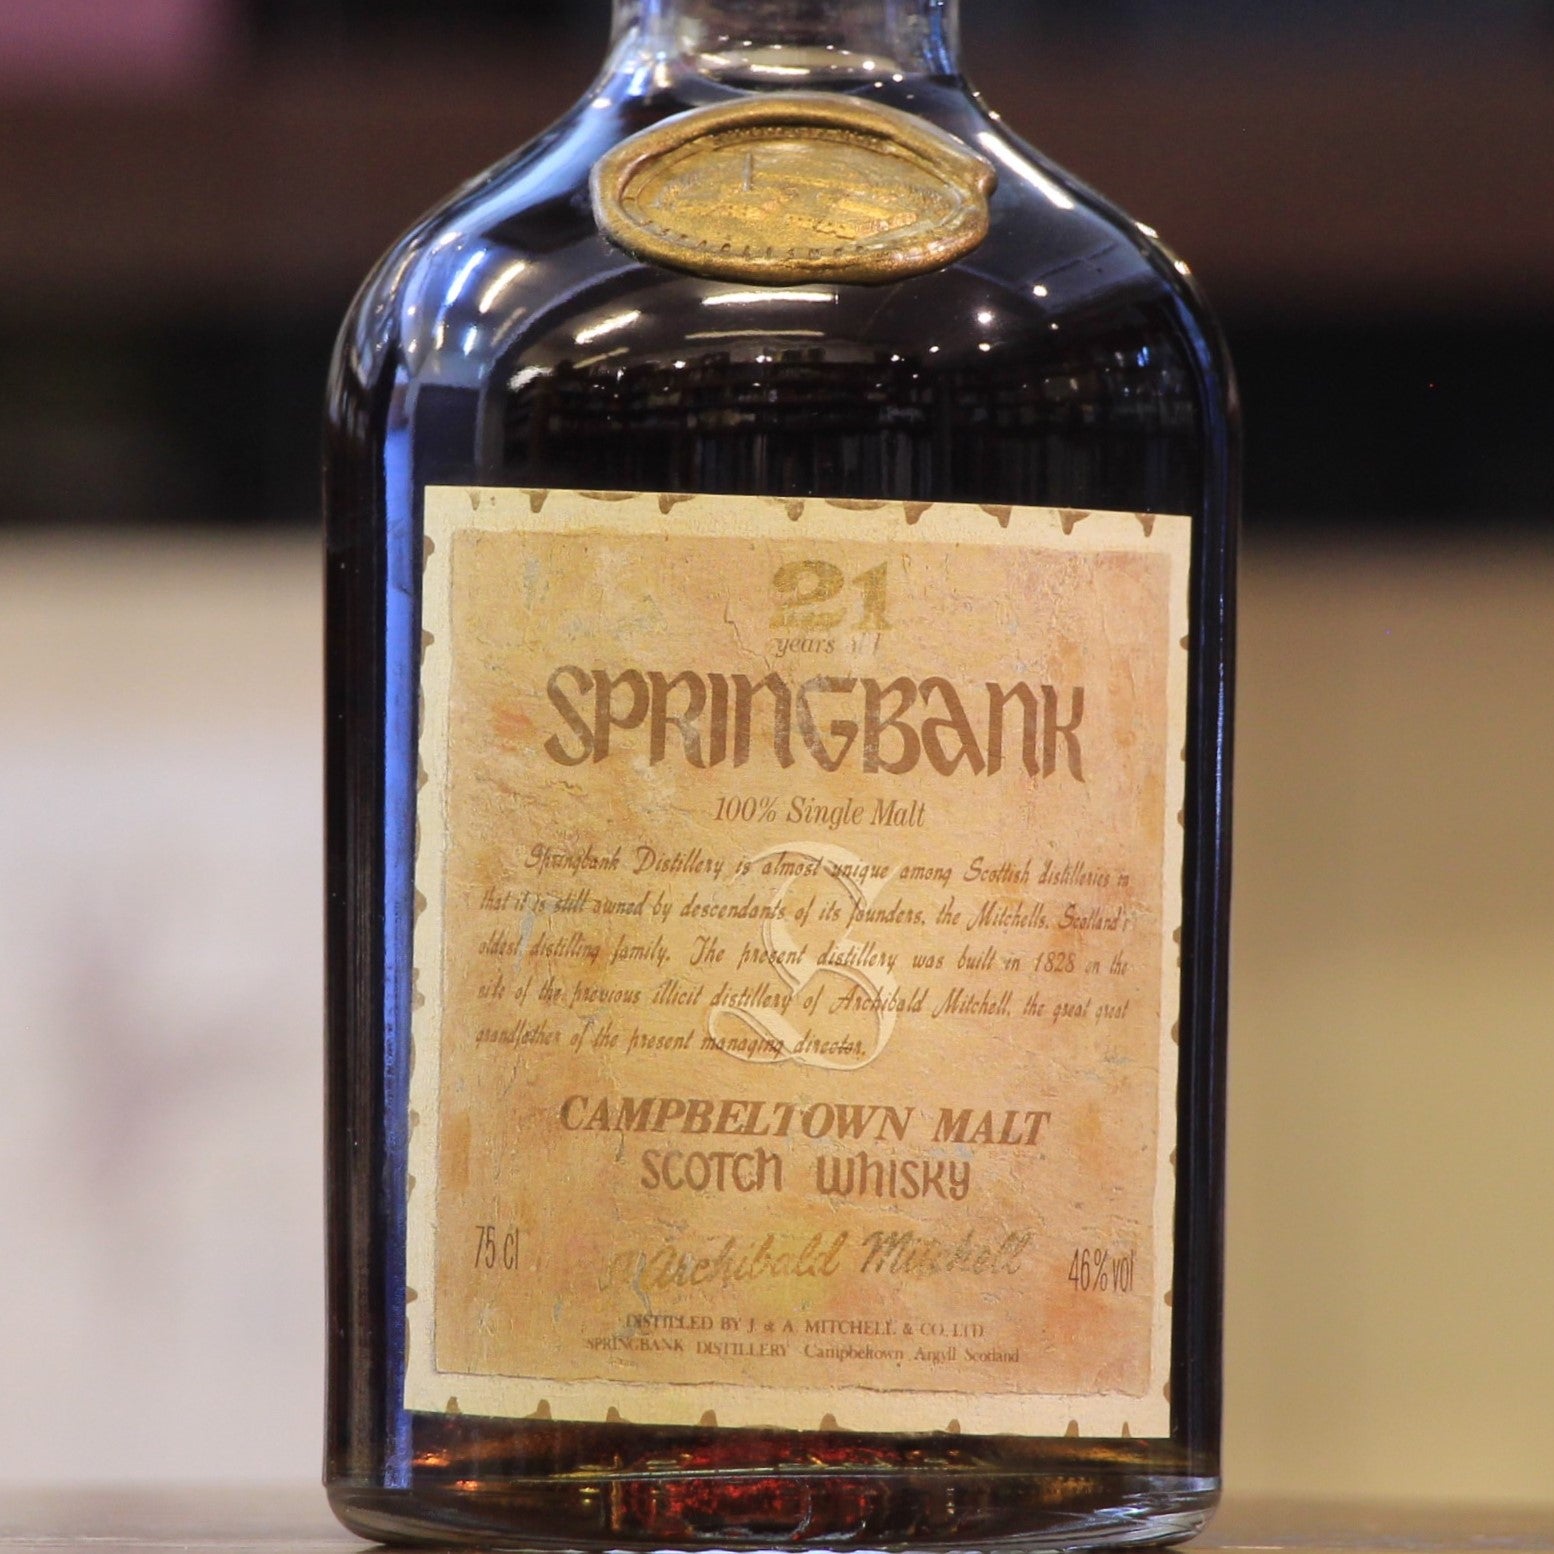 21
years old
SPRINGBANK
100% Single Malt
Springbank Distillery is almost unique among Scottish distilleries in
that it is still owned by descendants of its founders, the Mitchells, Scotland's
oldest distilling family. The present distillery was built in 1828 on the
site of the previous illicit distillery of Archibald Mitchell, the great great
grandfather of the present managing director.
CAMPBELTOWN MALT
SCOTCH WHISKY
75 cl
Archibald Mitchell
46% vol
DISTILLED BY J. & A. MITCHELL & CO. LTD
SPRINGBANK DISTILLERY Campbeltown Argyll Scotland